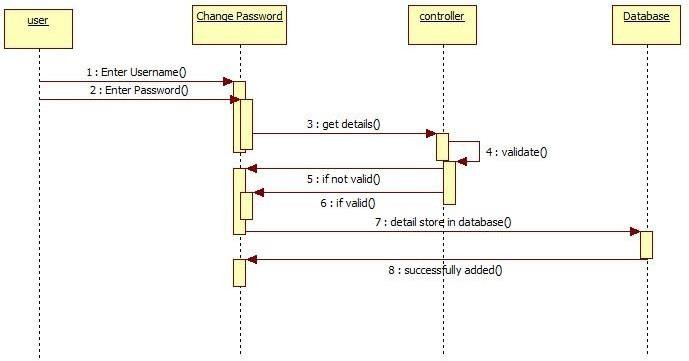 user
Change Password
controller
Database
1 : Enter Username()
2 : Enter Password()
3 : get details()
4 : validate()
5 : if not valid()
6 : if valid()
7 : detail store in database()
8 : successfully added()